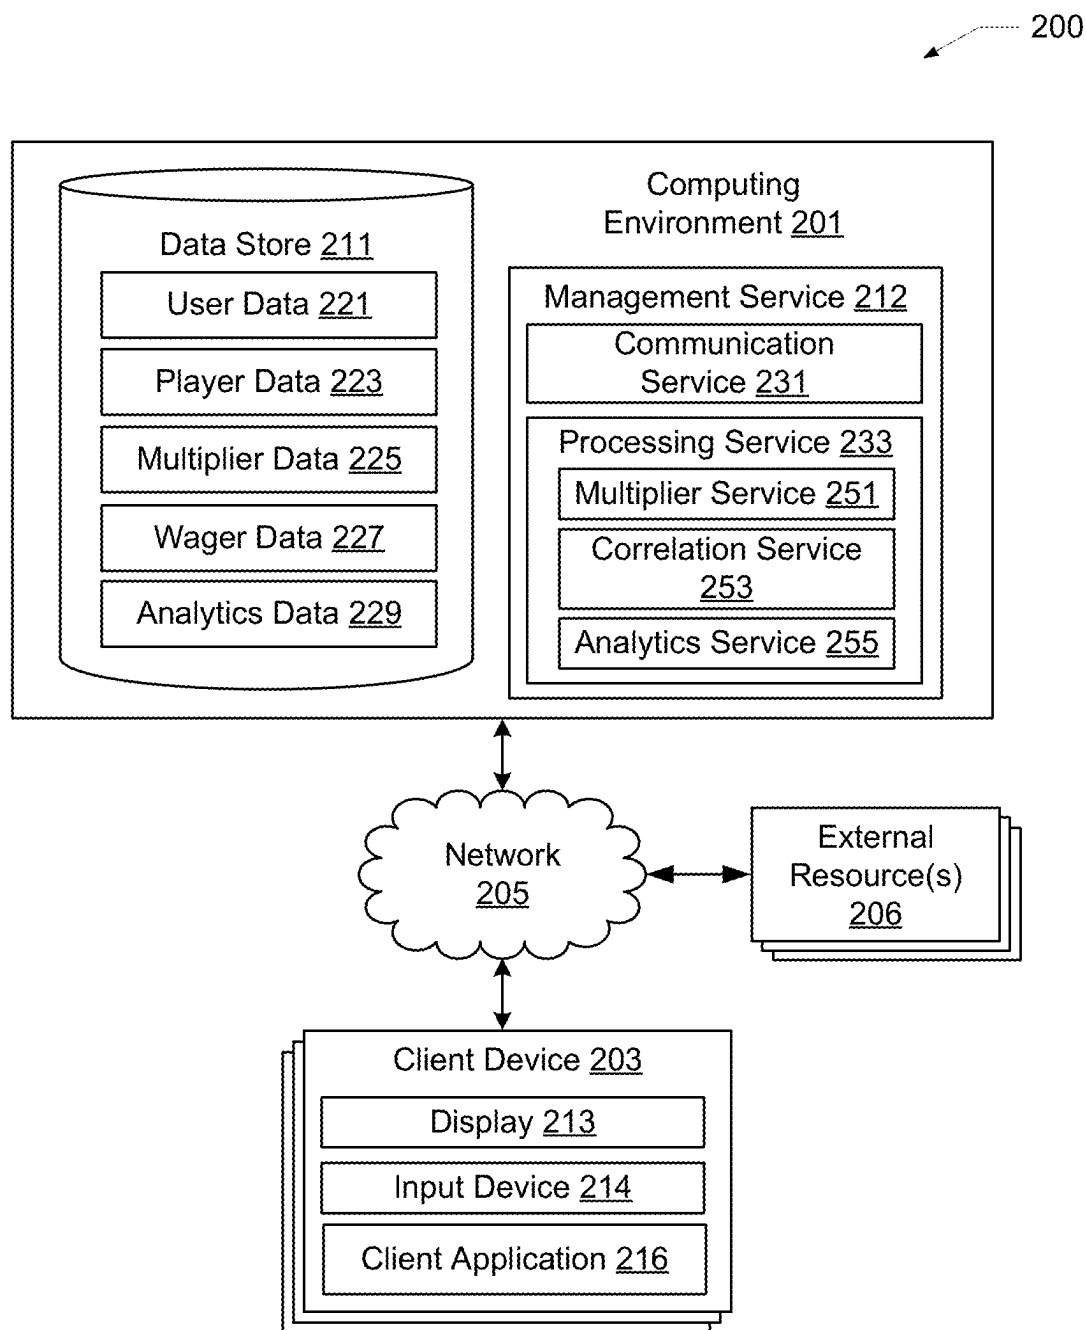 200
Computing
Environment 201
Data Store 211
User Data 221
Player Data 223
Multiplier Data 225
Wager Data 227
Analytics Data 229
Management Service 212
Communication
Service 231
Processing Service 233
Multiplier Service 251
Correlation Service
253
Analytics Service 255
Network
205
External
Resource(s)
206
Client Device 203
Display 213
Input Device 214
Client Application 216